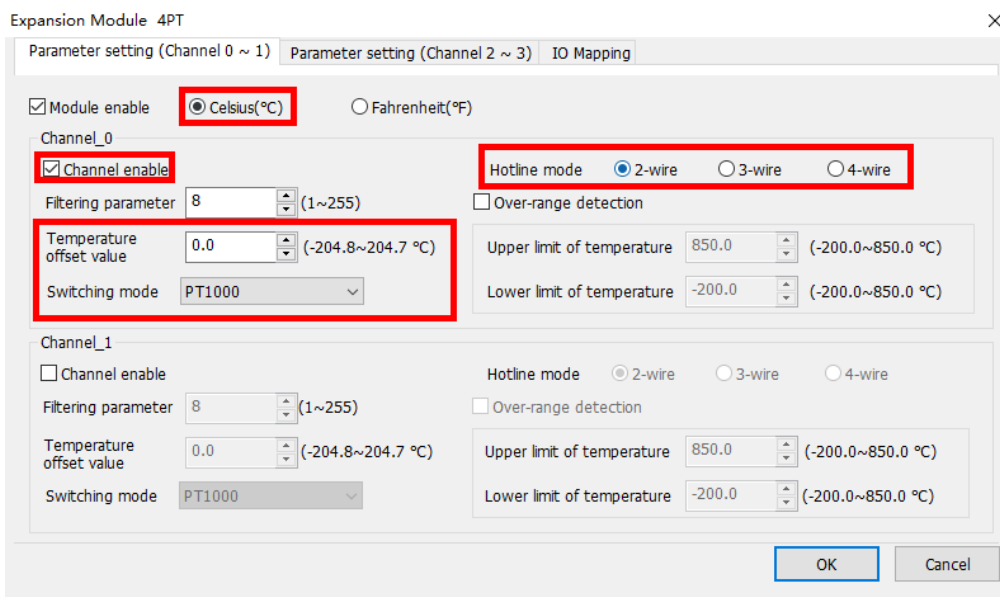 Expansion Module 4PT
Parameter setting (Channel 0 ~ 1) Parameter setting (Channel 2 ~ 3) IO Mapping
Module enable Celsius(℃) Fahrenheit(℉)
Channel_0
Channel enable Hotline mode 2-wire 3-wire 4-wire
Filtering parameter 8 (1~255) Over-range detection
Temperature offset value 0.0 (-204.8~204.7 ℃) Upper limit of temperature 850.0 (-200.0~850.0 ℃)
Switching mode PT1000 Lower limit of temperature -200.0 (-200.0~850.0 ℃)
Channel_1
Channel enable Hotline mode 2-wire 3-wire 4-wire
Filtering parameter 8 (1~255) Over-range detection
Temperature offset value 0.0 (-204.8~204.7 ℃) Upper limit of temperature 850.0 (-200.0~850.0 ℃)
Switching mode PT1000 Lower limit of temperature -200.0 (-200.0~850.0 ℃)
OK Cancel